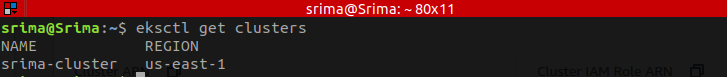 srima@Srima: ~ 80x11
srima@Srima:~$ eksctl get clusters
NAME REGION
srima-cluster us-east-1
Cluster IAM Role ARN